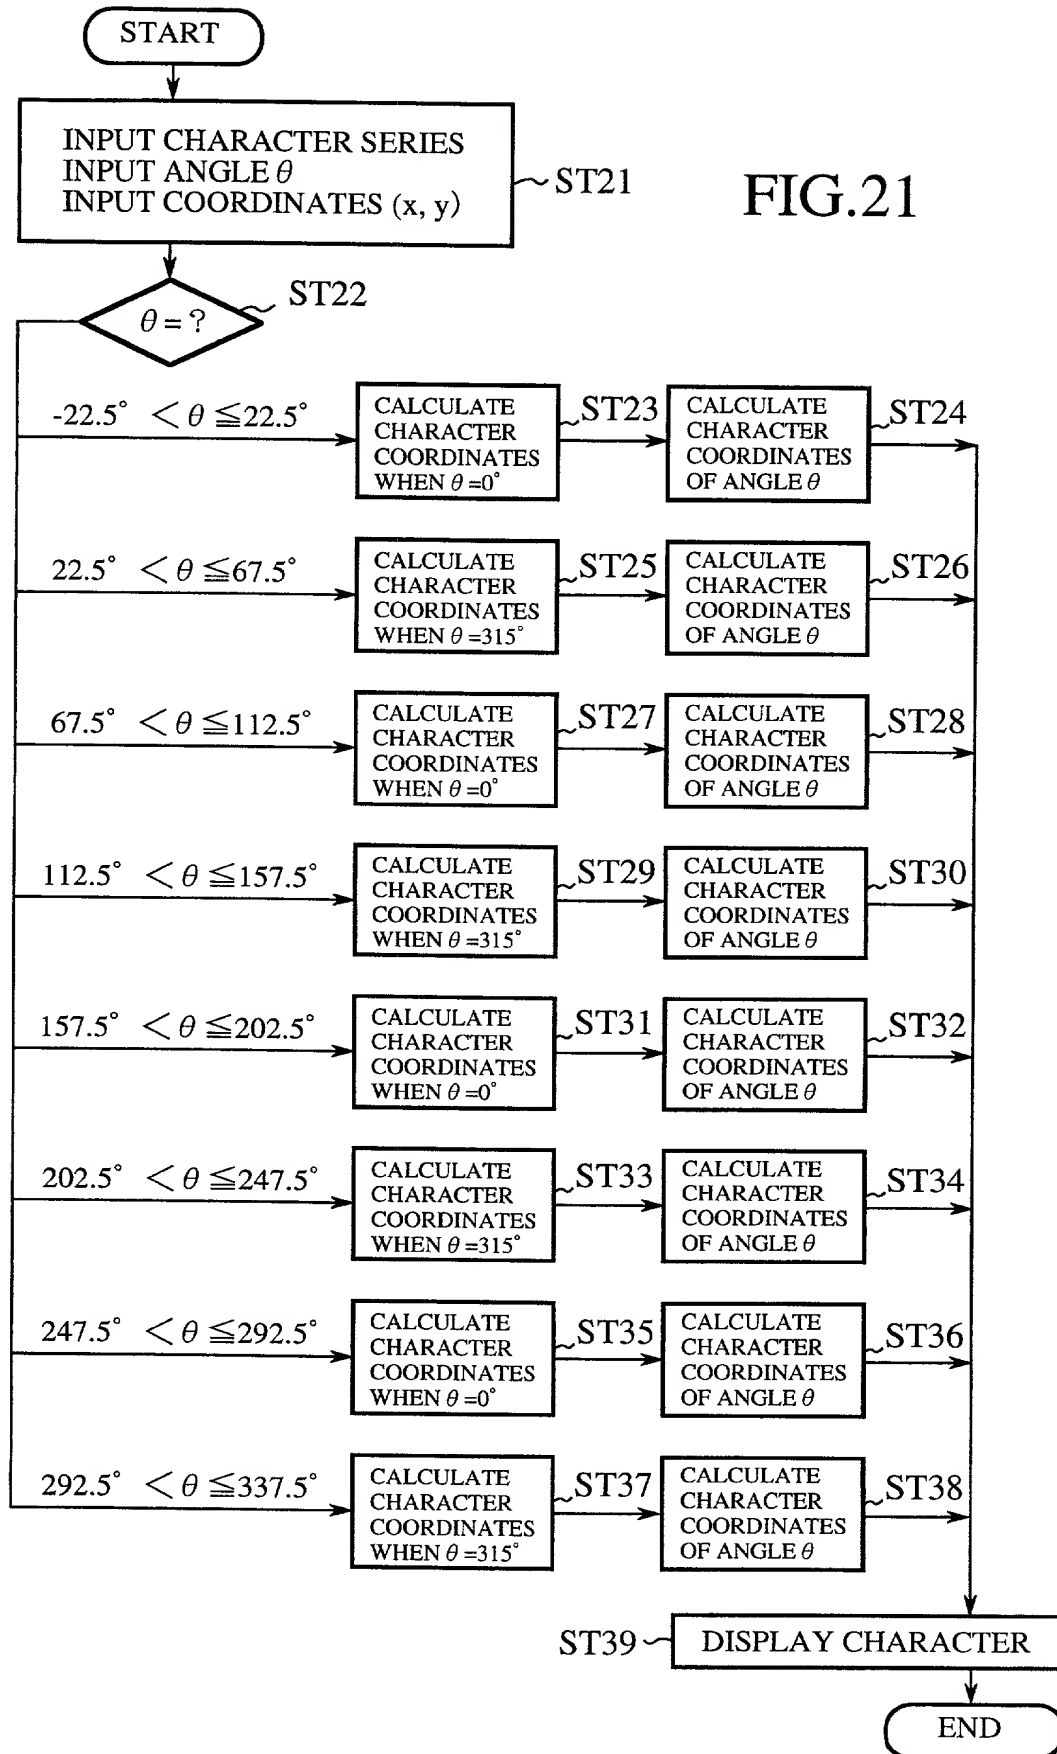 START
INPUT CHARACTER SERIES
INPUT ANGLE θ
INPUT COORDINATES (x, y)
ST21
FIG.21
ST22
θ = ?
-22.5° < θ ≦22.5°
CALCULATE
CHARACTER
COORDINATES
WHEN θ =0°
ST23
CALCULATE
CHARACTER
COORDINATES
OF ANGLE θ
ST24
22.5° < θ ≦67.5°
CALCULATE
CHARACTER
COORDINATES
WHEN θ =315°
ST25
CALCULATE
CHARACTER
COORDINATES
OF ANGLE θ
ST26
67.5° < θ ≦112.5°
CALCULATE
CHARACTER
COORDINATES
WHEN θ =0°
ST27
CALCULATE
CHARACTER
COORDINATES
OF ANGLE θ
ST28
112.5° < θ ≦157.5°
CALCULATE
CHARACTER
COORDINATES
WHEN θ =315°
ST29
CALCULATE
CHARACTER
COORDINATES
OF ANGLE θ
ST30
157.5° < θ ≦202.5°
CALCULATE
CHARACTER
COORDINATES
WHEN θ =0°
ST31
CALCULATE
CHARACTER
COORDINATES
OF ANGLE θ
ST32
202.5° < θ ≦247.5°
CALCULATE
CHARACTER
COORDINATES
WHEN θ =315°
ST33
CALCULATE
CHARACTER
COORDINATES
OF ANGLE θ
ST34
247.5° < θ ≦292.5°
CALCULATE
CHARACTER
COORDINATES
WHEN θ =0°
ST35
CALCULATE
CHARACTER
COORDINATES
OF ANGLE θ
ST36
292.5° < θ ≦337.5°
CALCULATE
CHARACTER
COORDINATES
WHEN θ =315°
ST37
CALCULATE
CHARACTER
COORDINATES
OF ANGLE θ
ST38
ST39
DISPLAY CHARACTER
END